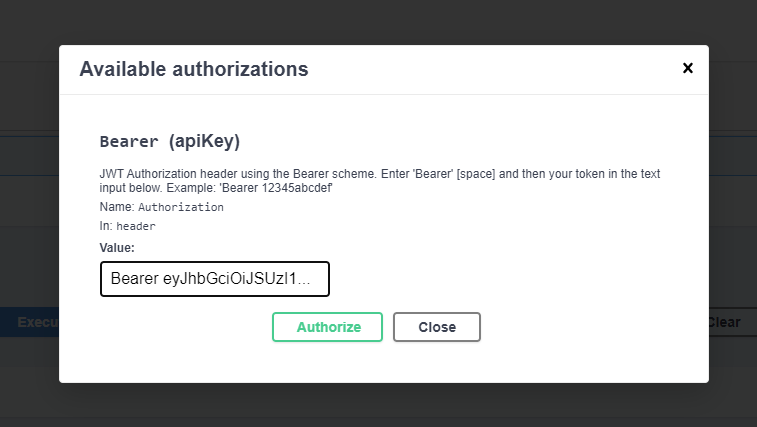 Available authorizations
Bearer (apiKey)
JWT Authorization header using the Bearer scheme. Enter 'Bearer' [space] and then your token in the text
input below. Example: 'Bearer 12345abcdef'
Name: Authorization
In: header
Value:
Bearer eyJhbGciOiJSUzI1...
Execu
Authorize
Close
Clear